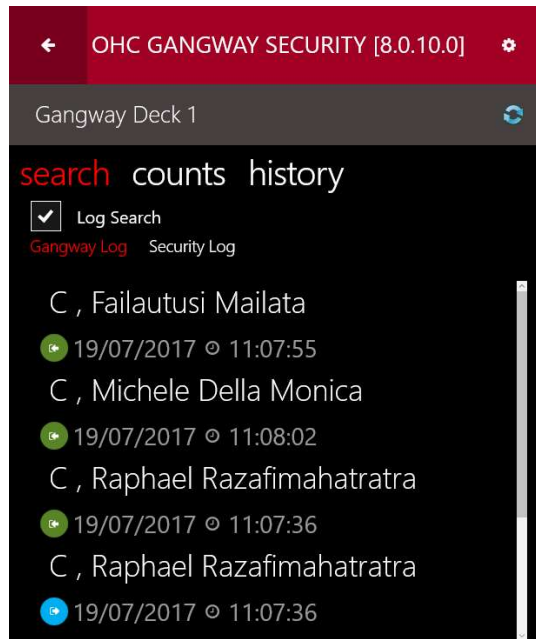 OHC GANGWAY SECURITY [8.0.10.0]
Gangway Deck 1
search counts history
Log Search
Gangway Log Security Log
C , Failautusi Mailata
19/07/2017 11:07:55
C , Michele Della Monica
19/07/2017 11:08:02
C , Raphael Razafimahatratra
19/07/2017 11:07:36
C , Raphael Razafimahatratra
19/07/2017 11:07:36